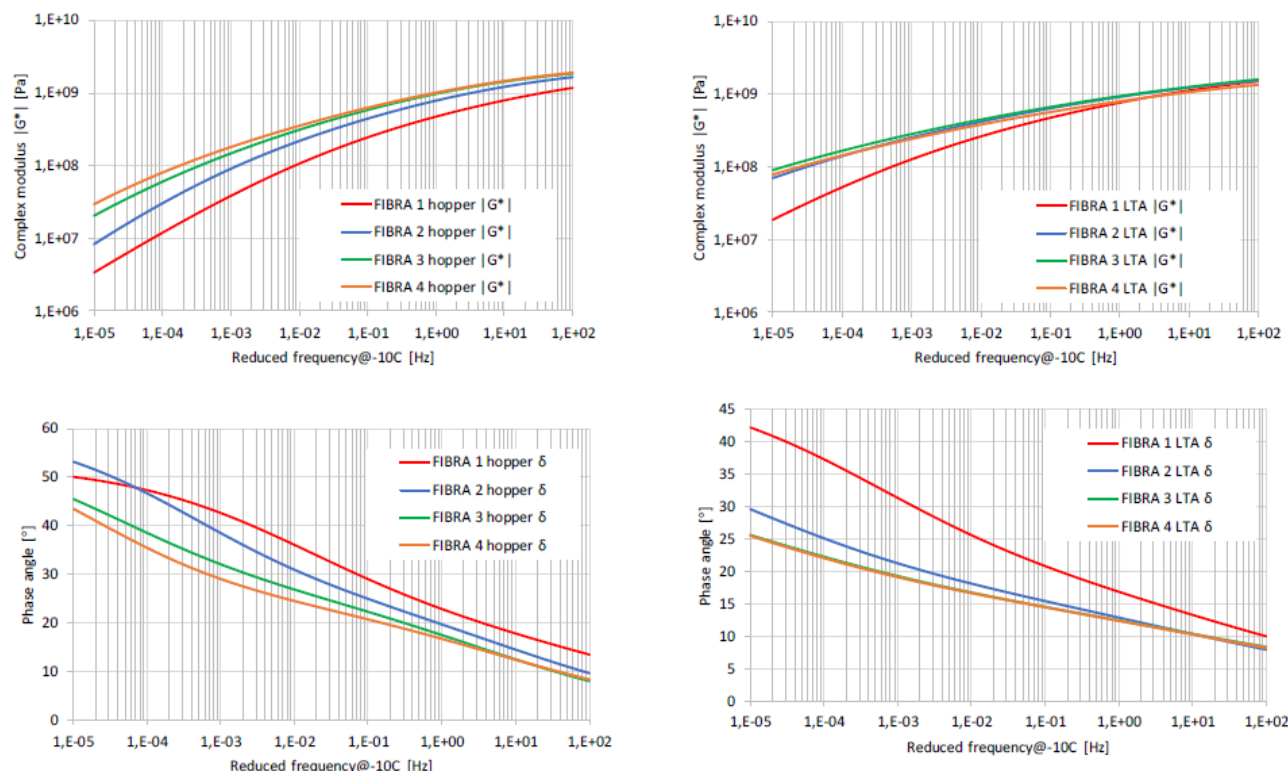 1,E+10
1,E+09
1,E+08
1,E+07
1,E+06
Complex modulus |G*| [Pa]
FIBRA 1 hopper |G*|
FIBRA 2 hopper |G*|
FIBRA 3 hopper |G*|
FIBRA 4 hopper |G*|
1,E-05 1,E-04 1,E-03 1,E-02 1,E-01 1,E+00 1,E+01 1,E+02
Reduced frequency@-10C [Hz]
1,E+10
1,E+09
1,E+08
1,E+07
1,E+06
Complex modulus |G*| [Pa]
FIBRA 1 LTA |G*|
FIBRA 2 LTA |G*|
FIBRA 3 LTA |G*|
FIBRA 4 LTA |G*|
1,E-05 1,E-04 1,E-03 1,E-02 1,E-01 1,E+00 1,E+01 1,E+02
Reduced frequency@-10C [Hz]
60
50
40
30
20
10
0
Phase angle [°]
FIBRA 1 hopper δ
FIBRA 2 hopper δ
FIBRA 3 hopper δ
FIBRA 4 hopper δ
1,E-05 1,E-04 1,E-03 1,E-02 1,E-01 1,E+00 1,E+01 1,E+02
Reduced frequency@-10C [Hz]
45
40
35
30
25
20
15
10
5
0
Phase angle [°]
FIBRA 1 LTA δ
FIBRA 2 LTA δ
FIBRA 3 LTA δ
FIBRA 4 LTA δ
1,E-05 1,E-04 1,E-03 1,E-02 1,E-01 1,E+00 1,E+01 1,E+02
Reduced frequency@-10C [Hz]